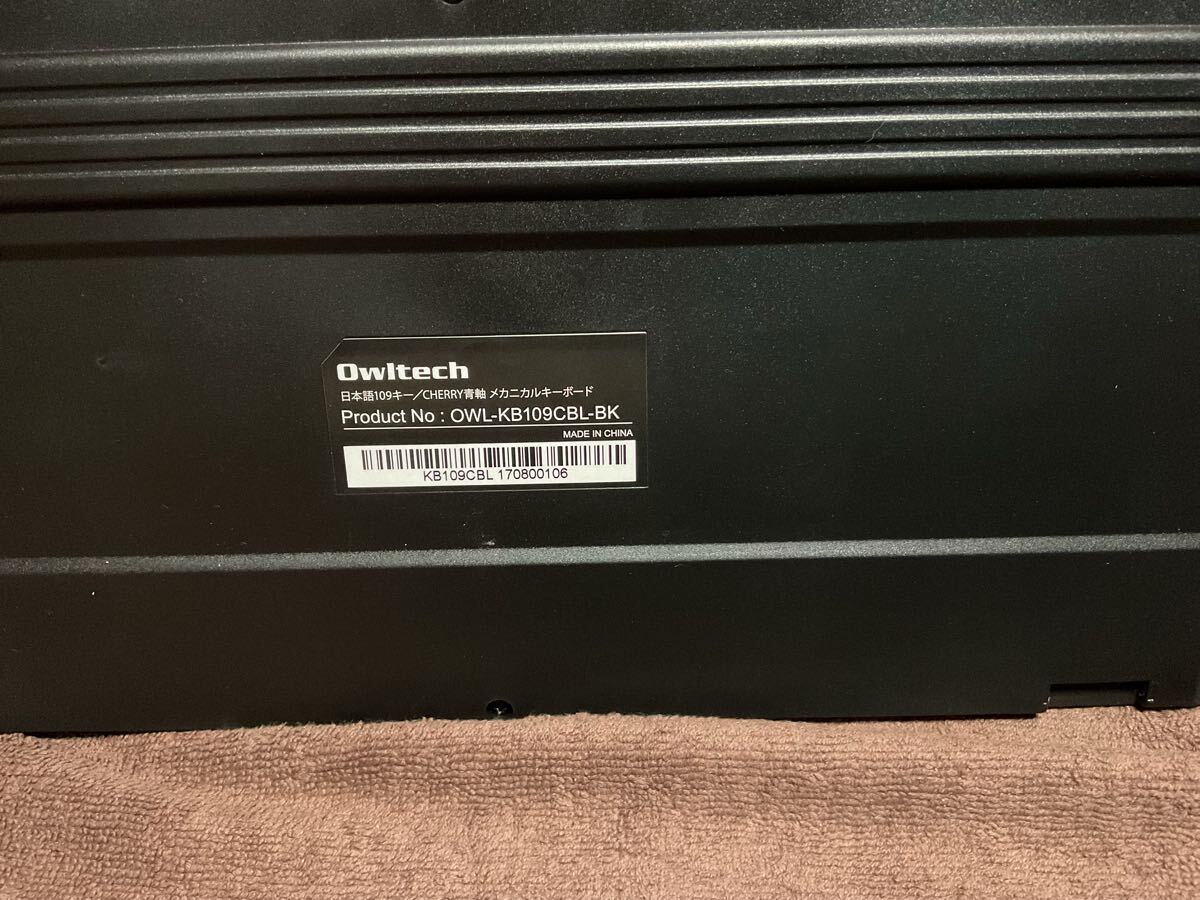 Owltech
日本語109キー／CHERRY青軸 メカニカルキーボード
Product No : OWL-KB109CBL-BK
MADE IN CHINA
KB109CBL 170800106